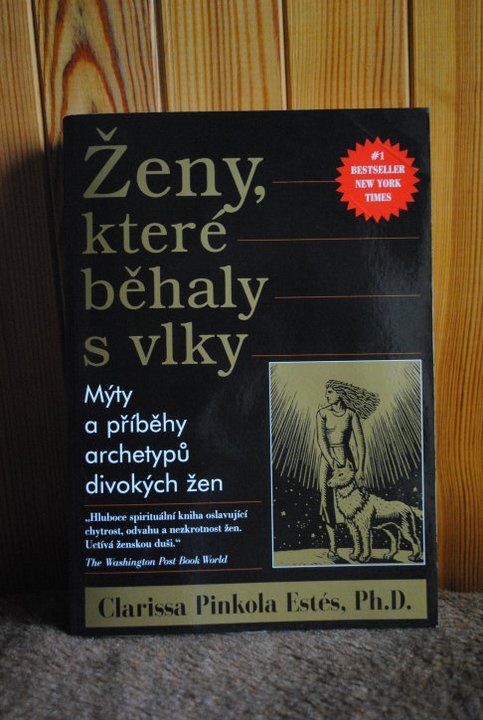 Ženy,
které
běhaly
s vlky
#1
BESTSELLER
NEW YORK
TIMES
Mýty
a příběhy
archetypů
divokých žen
„Hluboce spirituální kniha oslavující
chytrost, odvahu a nezkrotnost žen.
Uctívá ženskou duši.“
The Washington Post Book World
Clarissa Pinkola Estés, Ph.D.